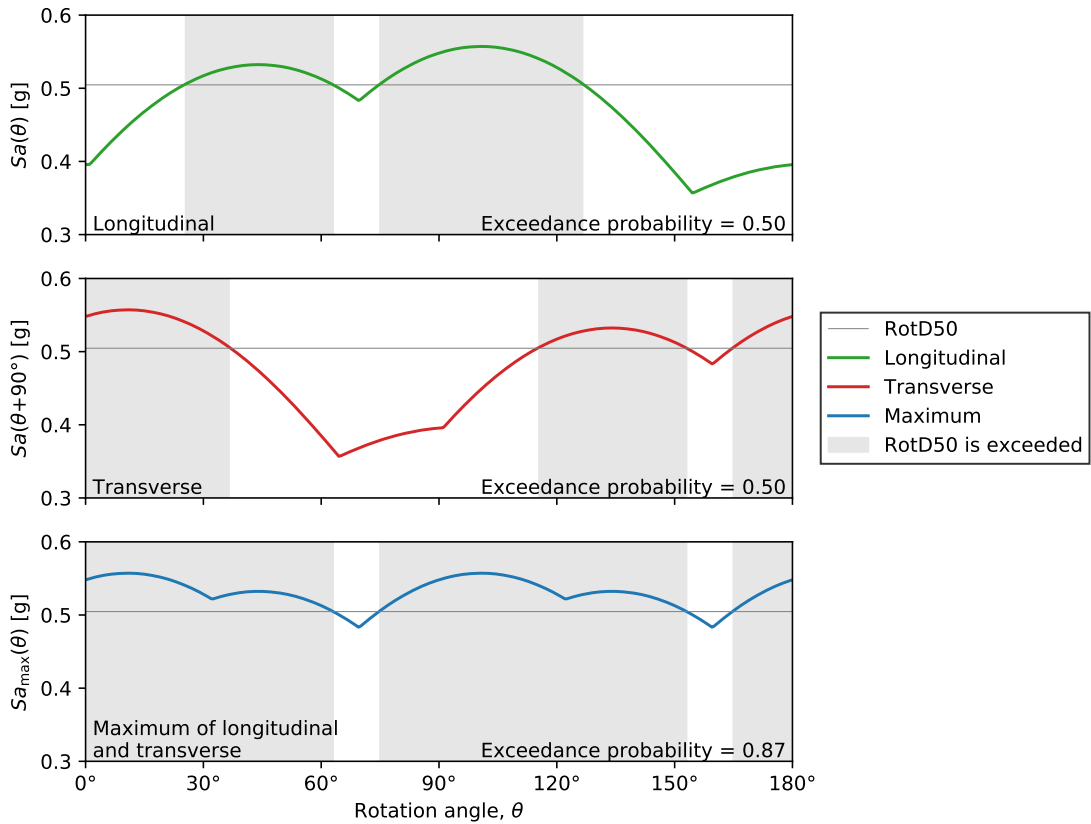 0.6
0.5
0.4
0.3
Sa(θ) [g]
Longitudinal
Exceedance probability = 0.50
0.6
0.5
0.4
0.3
Sa(θ+90°) [g]
Transverse
Exceedance probability = 0.50
RotD50
Longitudinal
Transverse
Maximum
RotD50 is exceeded
0.6
0.5
0.4
0.3
Sa_max(θ) [g]
Maximum of longitudinal
and transverse
Exceedance probability = 0.87
0° 30° 60° 90° 120° 150° 180°
Rotation angle, θ